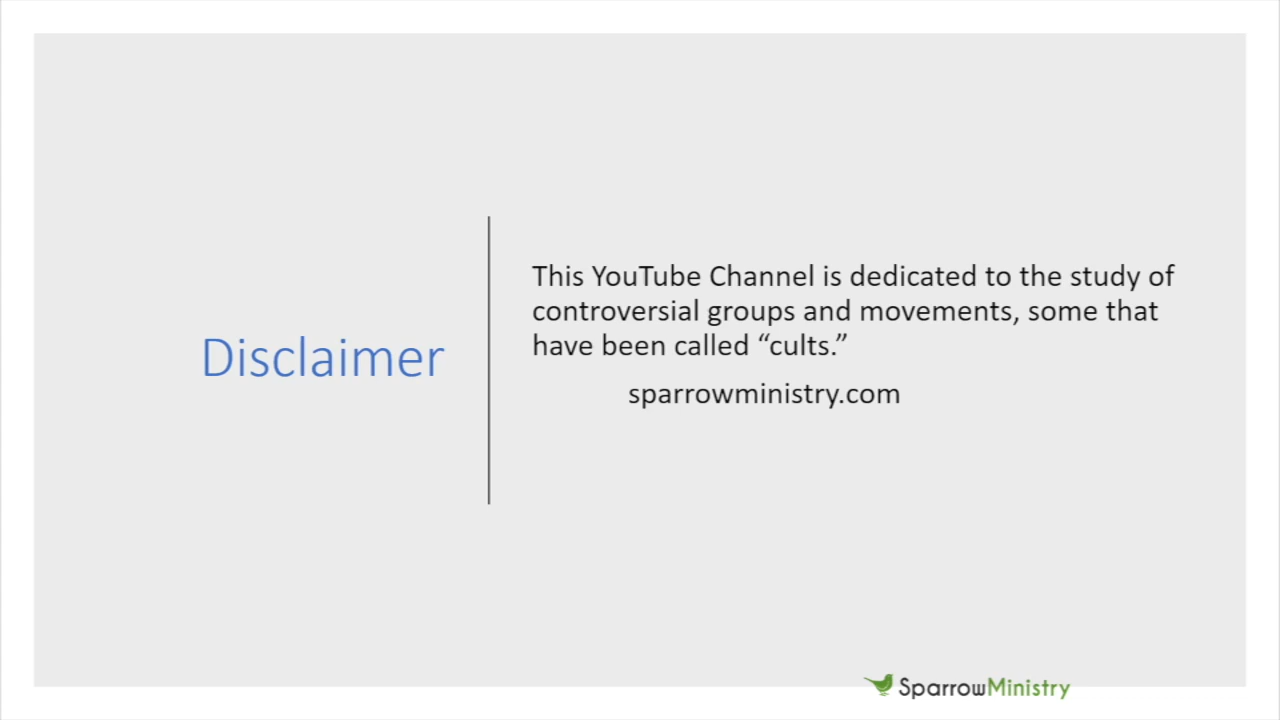 Disclaimer
This YouTube Channel is dedicated to the study of
controversial groups and movements, some that
have been called “cults.”
sparrowministry.com
SparrowMinistry